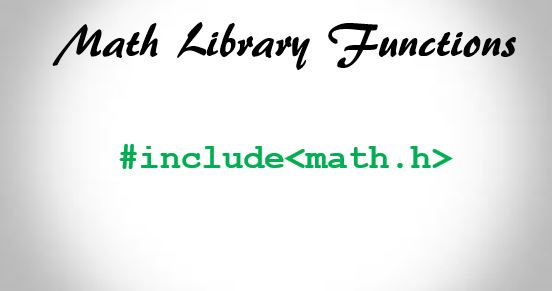 Math Library Functions
#include<math.h>